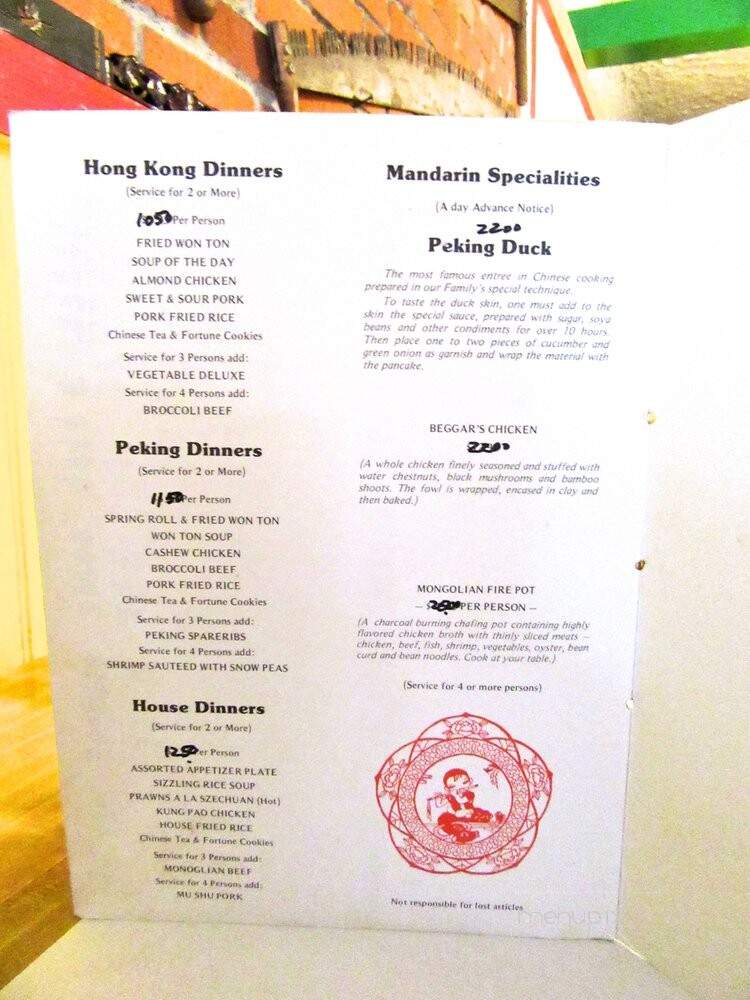 Hong Kong Dinners
(Service for 2 or More)
1050 Per Person
FRIED WON TON
SOUP OF THE DAY
ALMOND CHICKEN
SWEET & SOUR PORK
PORK FRIED RICE
Chinese Tea & Fortune Cookies
Service for 3 Persons add:
VEGETABLE DELUXE
Service for 4 Persons add:
BROCCOLI BEEF
Peking Dinners
(Service for 2 or More)
1150 Per Person
SPRING ROLL & FRIED WON TON
WON TON SOUP
CASHEW CHICKEN
BROCCOLI BEEF
PORK FRIED RICE
Chinese Tea & Fortune Cookies
Service for 3 Persons add:
PEKING SPARERIBS
Service for 4 Persons add:
SHRIMP SAUTEED WITH SNOW PEAS
House Dinners
(Service for 2 or More)
1250 Per Person
ASSORTED APPETIZER PLATE
SIZZLING RICE SOUP
PRAWNS A LA SZECHUAN (Hot)
KUNG PAO CHICKEN
HOUSE FRIED RICE
Chinese Tea & Fortune Cookies
Service for 3 Persons add:
MONOGLIAN BEEF
Service for 4 Persons add:
MU SHU PORK
Mandarin Specialities
(A day Advance Notice)
2200
Peking Duck
The most famous entree in Chinese cooking
prepared in our Family's special technique.
To taste the duck skin, one must add to the
skin the special sauce, prepared with sugar, soya
beans and other condiments for over 10 hours.
Then place one to two pieces of cucumber and
green onion as garnish and wrap the material with
the pancake.
BEGGAR'S CHICKEN
2200
(A whole chicken finely seasoned and stuffed with
water chestnuts, black mushrooms and bamboo
shoots. The fowl is wrapped, encased in clay and
then baked.)
MONGOLIAN FIRE POT
— PER PERSON —
(A charcoal burning chafing pot containing highly
flavored chicken broth with thinly sliced meats —
chicken, beef, fish, shrimp, vegetables, oyster, bean
curd and bean noodles. Cook at your table.)
(Service for 4 or more persons)
Not responsible for lost articles